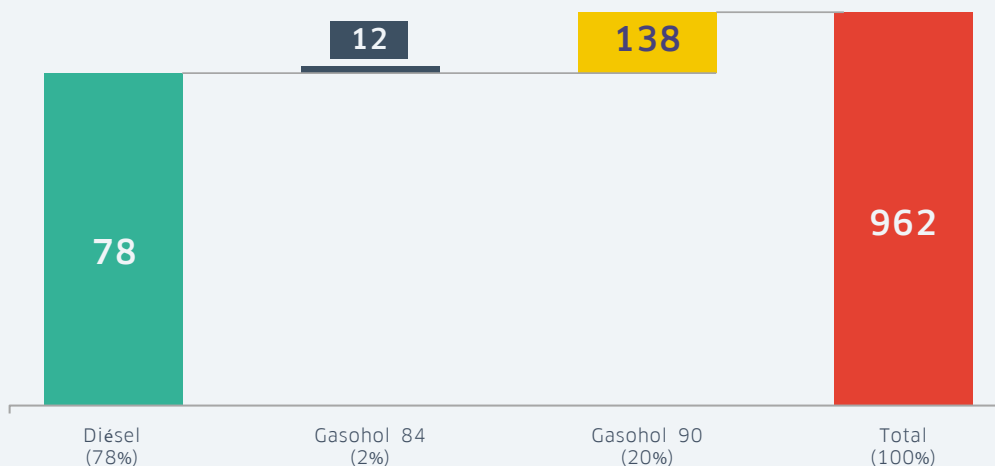 12
138
78
962
Diésel
(78%)
Gasohol 84
(2%)
Gasohol 90
(20%)
Total
(100%)